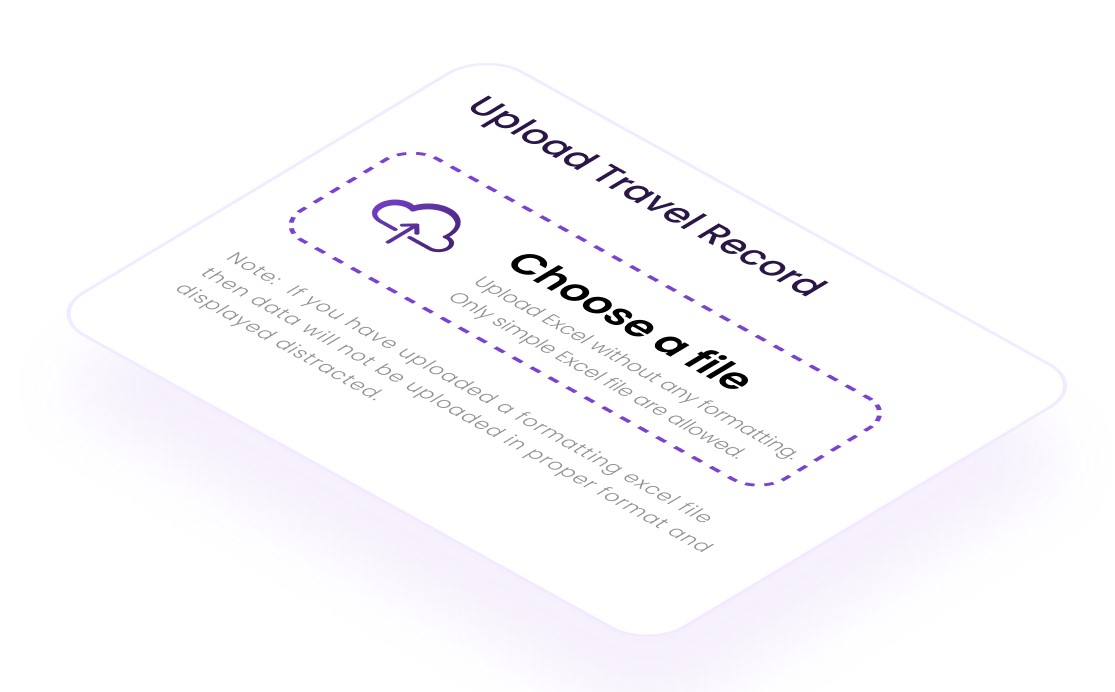 Upload Travel Record
Choose a file
Upload Excel without any formatting.
Only simple Excel file are allowed.
Note: If you have uploaded a formatting excel file
then data will not be uploaded in proper format and
displayed distracted.